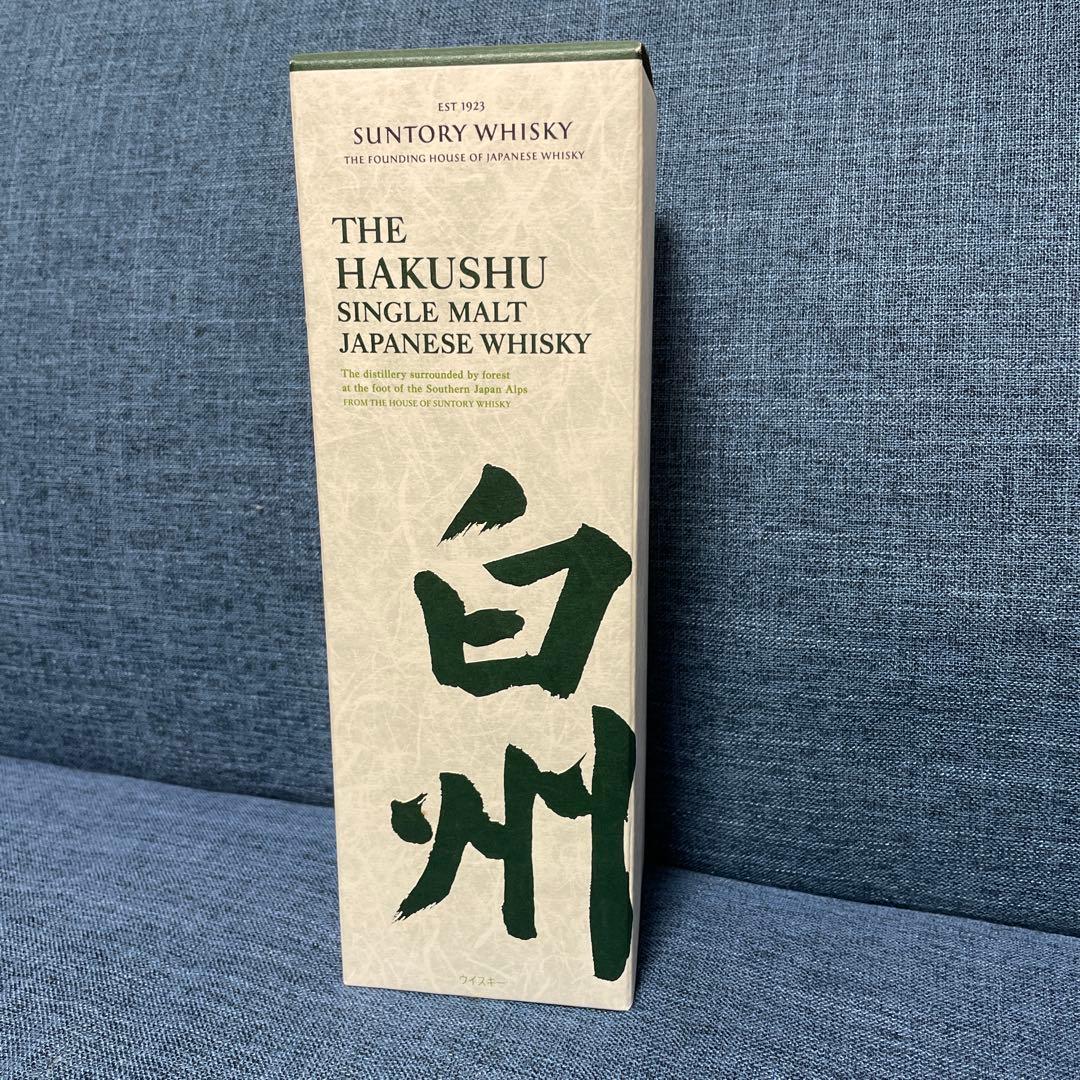 EST 1923
SUNTORY WHISKY
THE FOUNDING HOUSE OF JAPANESE WHISKY
THE
HAKUSHU
SINGLE MALT
JAPANESE WHISKY
The distillery surrounded by forest
at the foot of the Southern Japan Alps
FROM THE HOUSE OF SUNTORY WHISKY
白州
ウイスキー